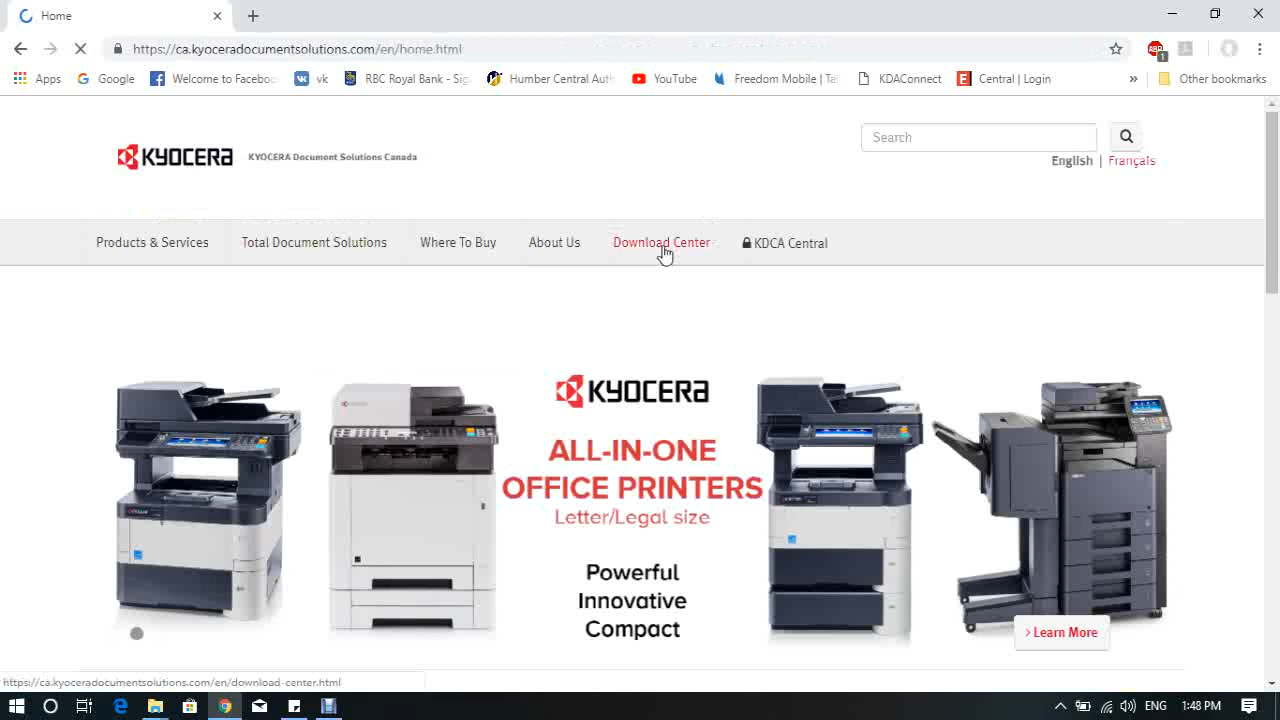 Home
https://ca.kyoceradocumentsolutions.com/en/home.html
ABP
1
Apps
Google
Welcome to Faceboo
vk
RBC Royal Bank - Sig
Humber Central Auth
YouTube
Freedom Mobile | Ta
KDAConnect
Central | Login
»
Other bookmarks
KYOCERA
KYOCERA Document Solutions Canada
Search
English | Français
Products & Services
Total Document Solutions
Where To Buy
About Us
Download Center
KDCA Central
KYOCERA
ALL-IN-ONE
OFFICE PRINTERS
Letter/Legal size
Powerful
Innovative
Compact
> Learn More
https://ca.kyoceradocumentsolutions.com/en/download-center.html
ENG
1:48 PM